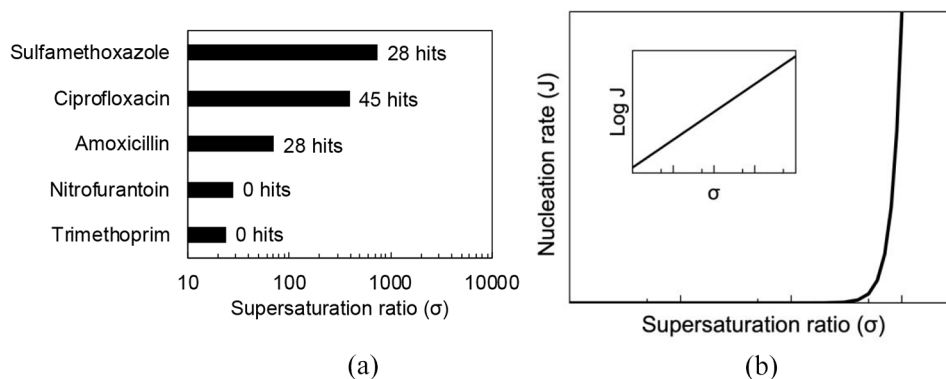 Sulfamethoxazole
28 hits
Ciprofloxacin
45 hits
Amoxicillin
28 hits
Nitrofurantoin
0 hits
Trimethoprim
0 hits
10 100 1000 10000
Supersaturation ratio (σ)
(a)
Nucleation rate (J)
Log J
σ
Supersaturation ratio (σ)
(b)